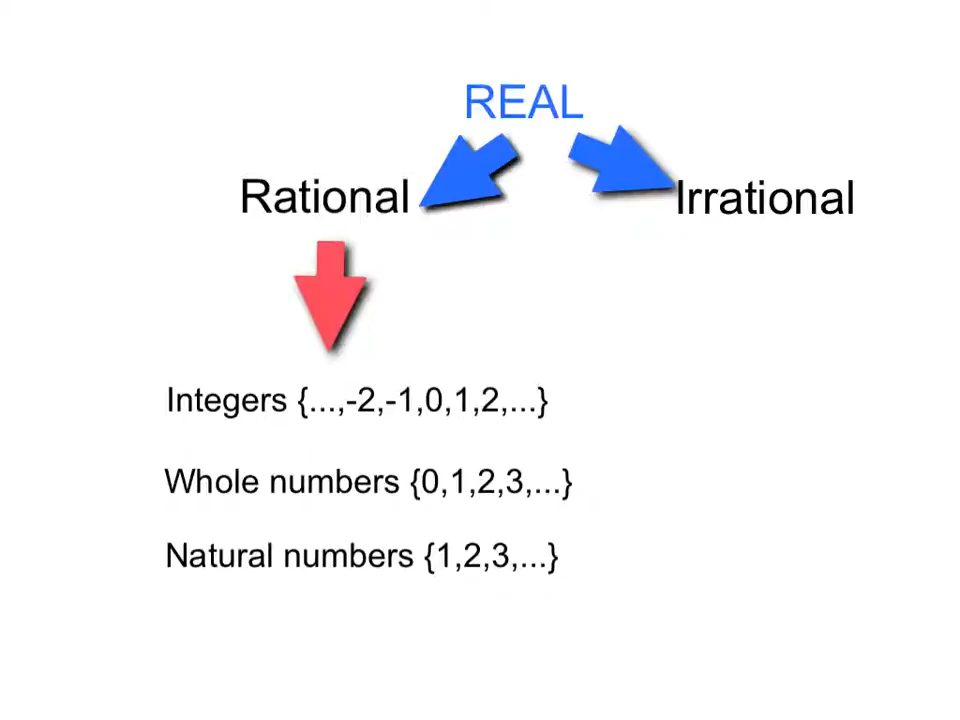 REAL
Rational
Irrational
Integers {...,-2,-1,0,1,2,...}
Whole numbers {0,1,2,3,...}
Natural numbers {1,2,3,...}